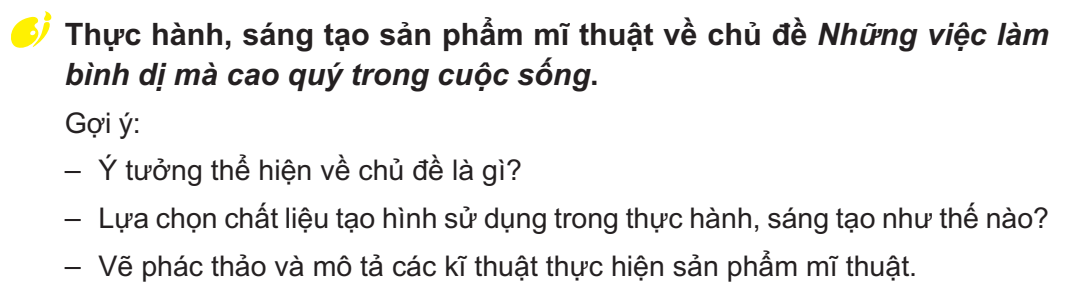 Thực hành, sáng tạo sản phẩm mĩ thuật về chủ đề Những việc làm
bình dị mà cao quý trong cuộc sống.
Gợi ý:
– Ý tưởng thể hiện về chủ đề là gì?
– Lựa chọn chất liệu tạo hình sử dụng trong thực hành, sáng tạo như thế nào?
– Vẽ phác thảo và mô tả các kĩ thuật thực hiện sản phẩm mĩ thuật.